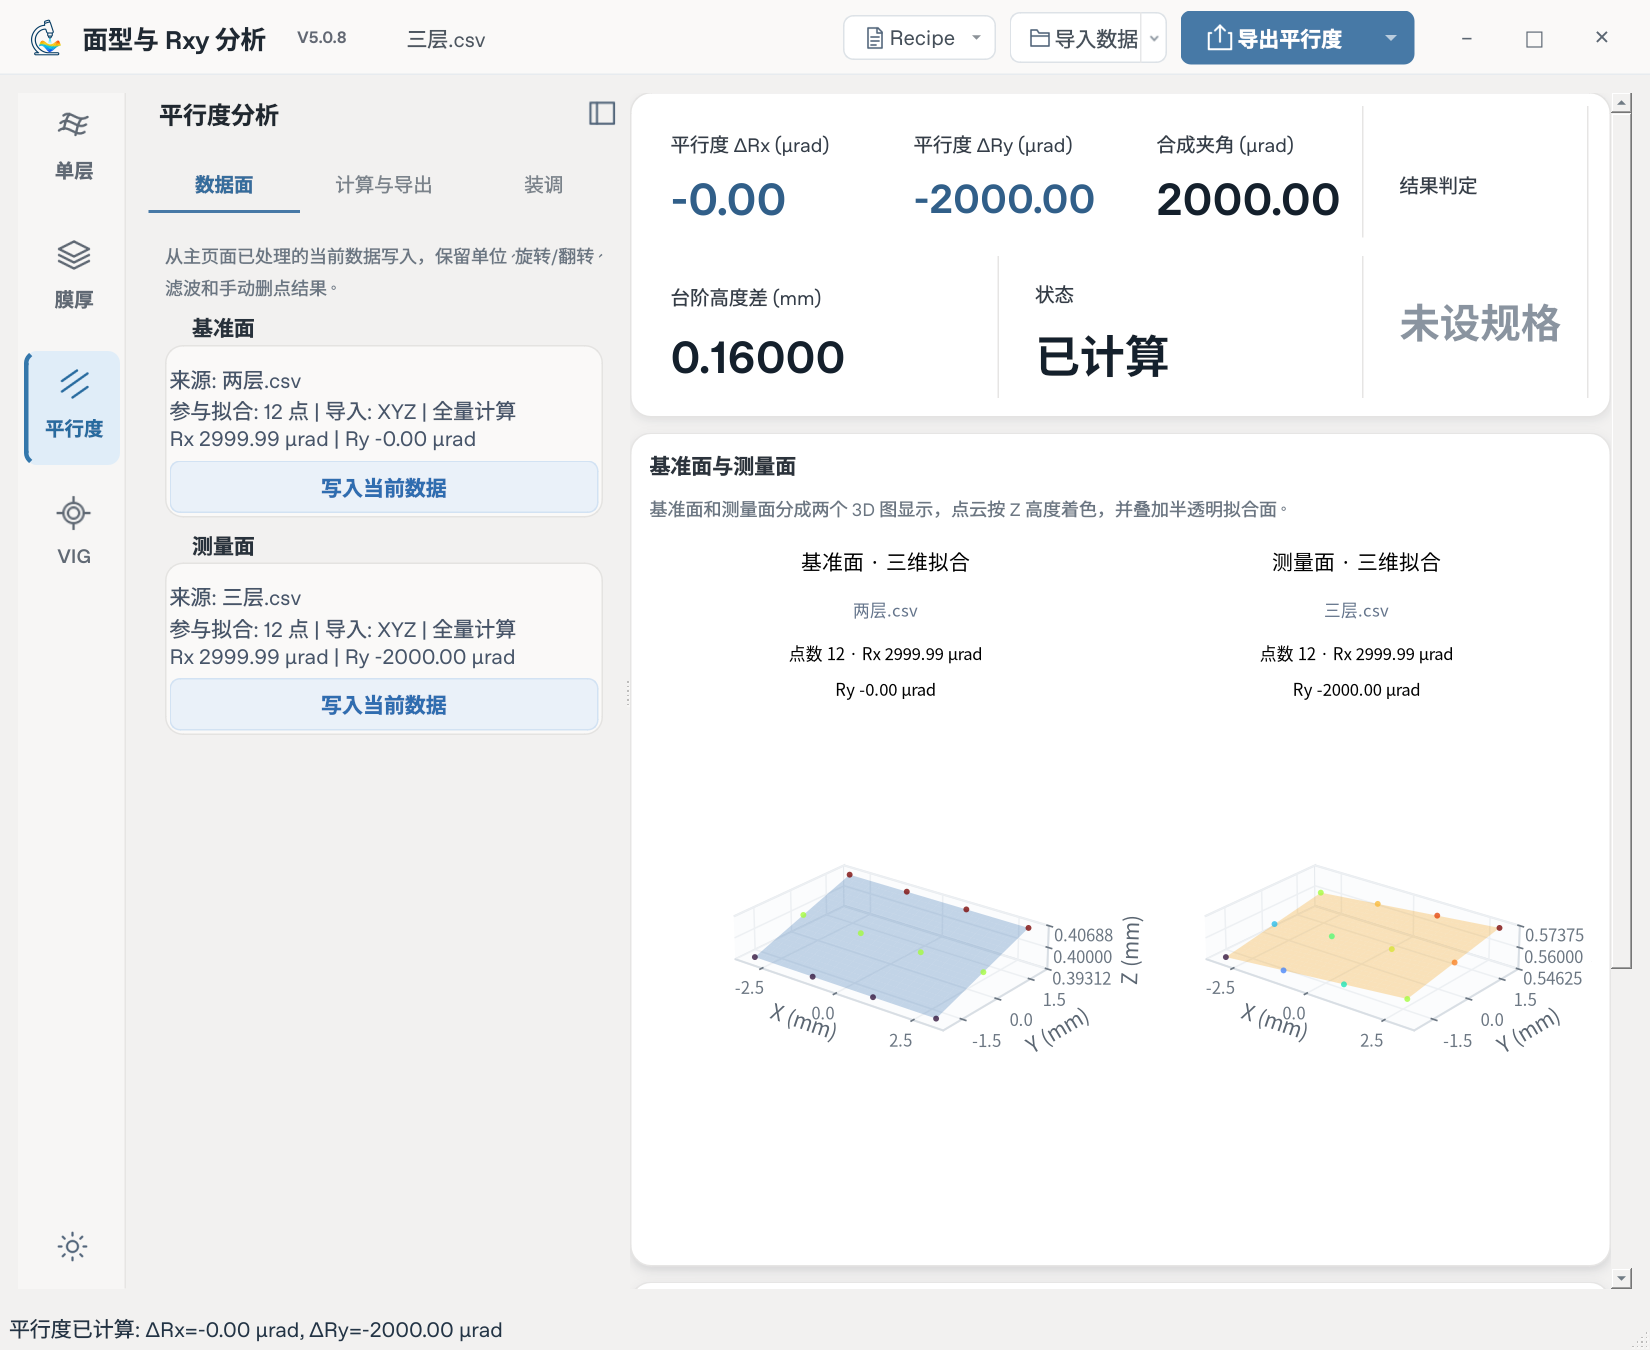 面型与 Rxy 分析 V5.0.8 三层.csv Recipe 导入数据 导出平行度
单层
膜厚
平行度
VIG
平行度分析
数据面 计算与导出 装调
从主页面已处理的当前数据写入，保留单位、旋转/翻转、
滤波和手动删点结果。
基准面
来源: 两层.csv
参与拟合: 12 点 | 导入: XYZ | 全量计算
Rx 2999.99 μrad | Ry -0.00 μrad
写入当前数据
测量面
来源: 三层.csv
参与拟合: 12 点 | 导入: XYZ | 全量计算
Rx 2999.99 μrad | Ry -2000.00 μrad
写入当前数据
平行度 ΔRx (μrad) 平行度 ΔRy (μrad) 合成夹角 (μrad)
-0.00 -2000.00 2000.00
结果判定
台阶高度差 (mm) 状态
0.16000 已计算
未设规格
基准面与测量面
基准面和测量面分成两个 3D 图显示，点云按 Z 高度着色，并叠加半透明拟合面。
基准面 · 三维拟合
两层.csv
点数 12 · Rx 2999.99 μrad
Ry -0.00 μrad
0.40688
0.40000
0.39312
Z (mm)
-2.5
0.0
2.5
X (mm)
-1.5
0.0
1.5
Y (mm)
测量面 · 三维拟合
三层.csv
点数 12 · Rx 2999.99 μrad
Ry -2000.00 μrad
0.57375
0.56000
0.54625
-2.5
0.0
2.5
X (mm)
-1.5
0.0
1.5
Y (mm)
平行度已计算: ΔRx=-0.00 μrad, ΔRy=-2000.00 μrad